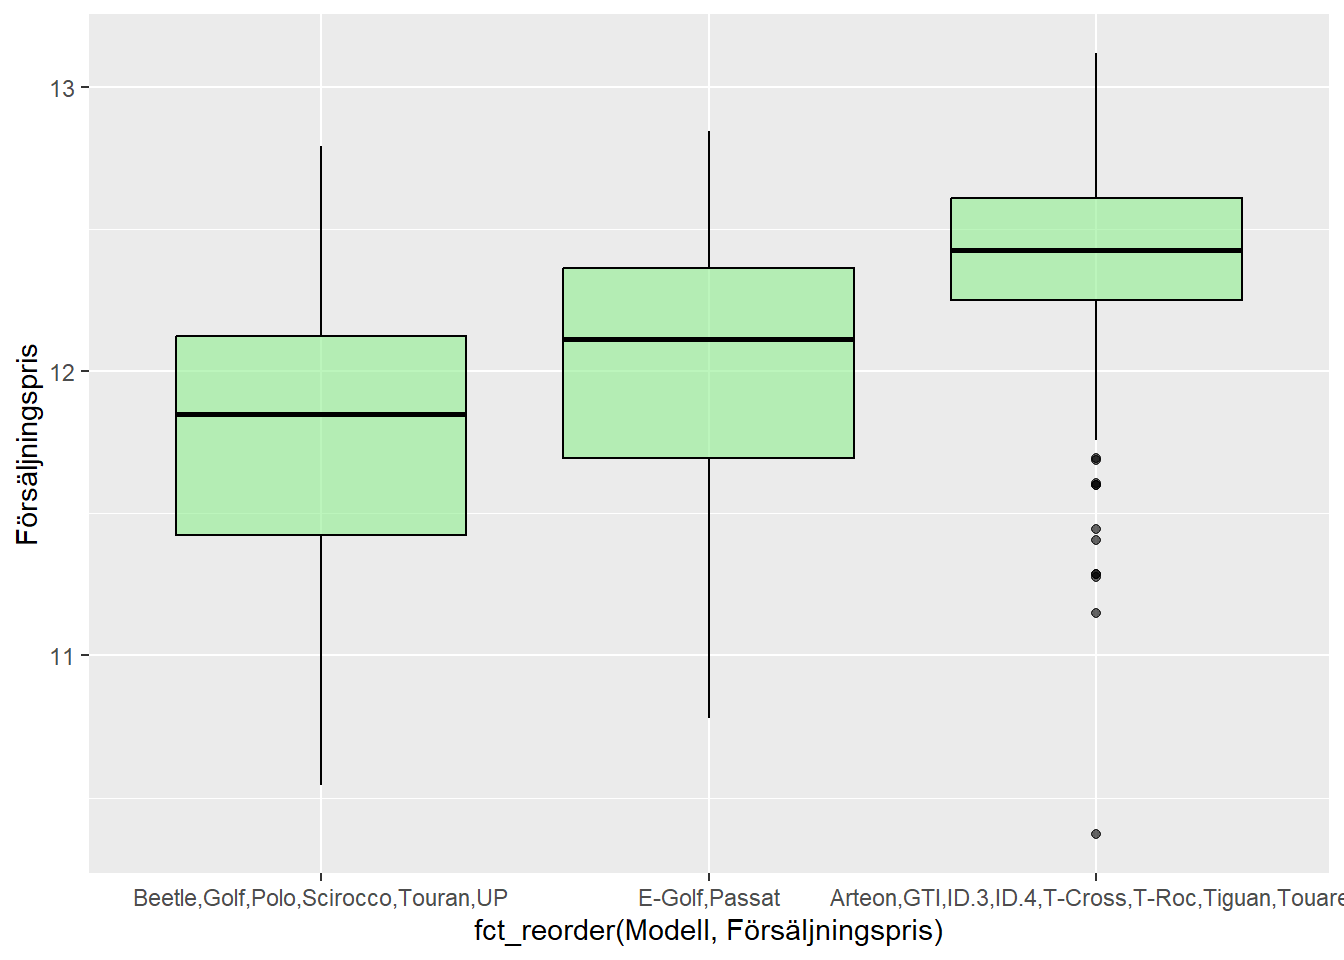 13
12
11
Försäljningspris
Beetle,Golf,Polo,Scirocco,Touran,UP
E-Golf,Passat
Arteon,GTI,ID.3,ID.4,T-Cross,T-Roc,Tiguan,Touare
fct_reorder(Modell, Försäljningspris)